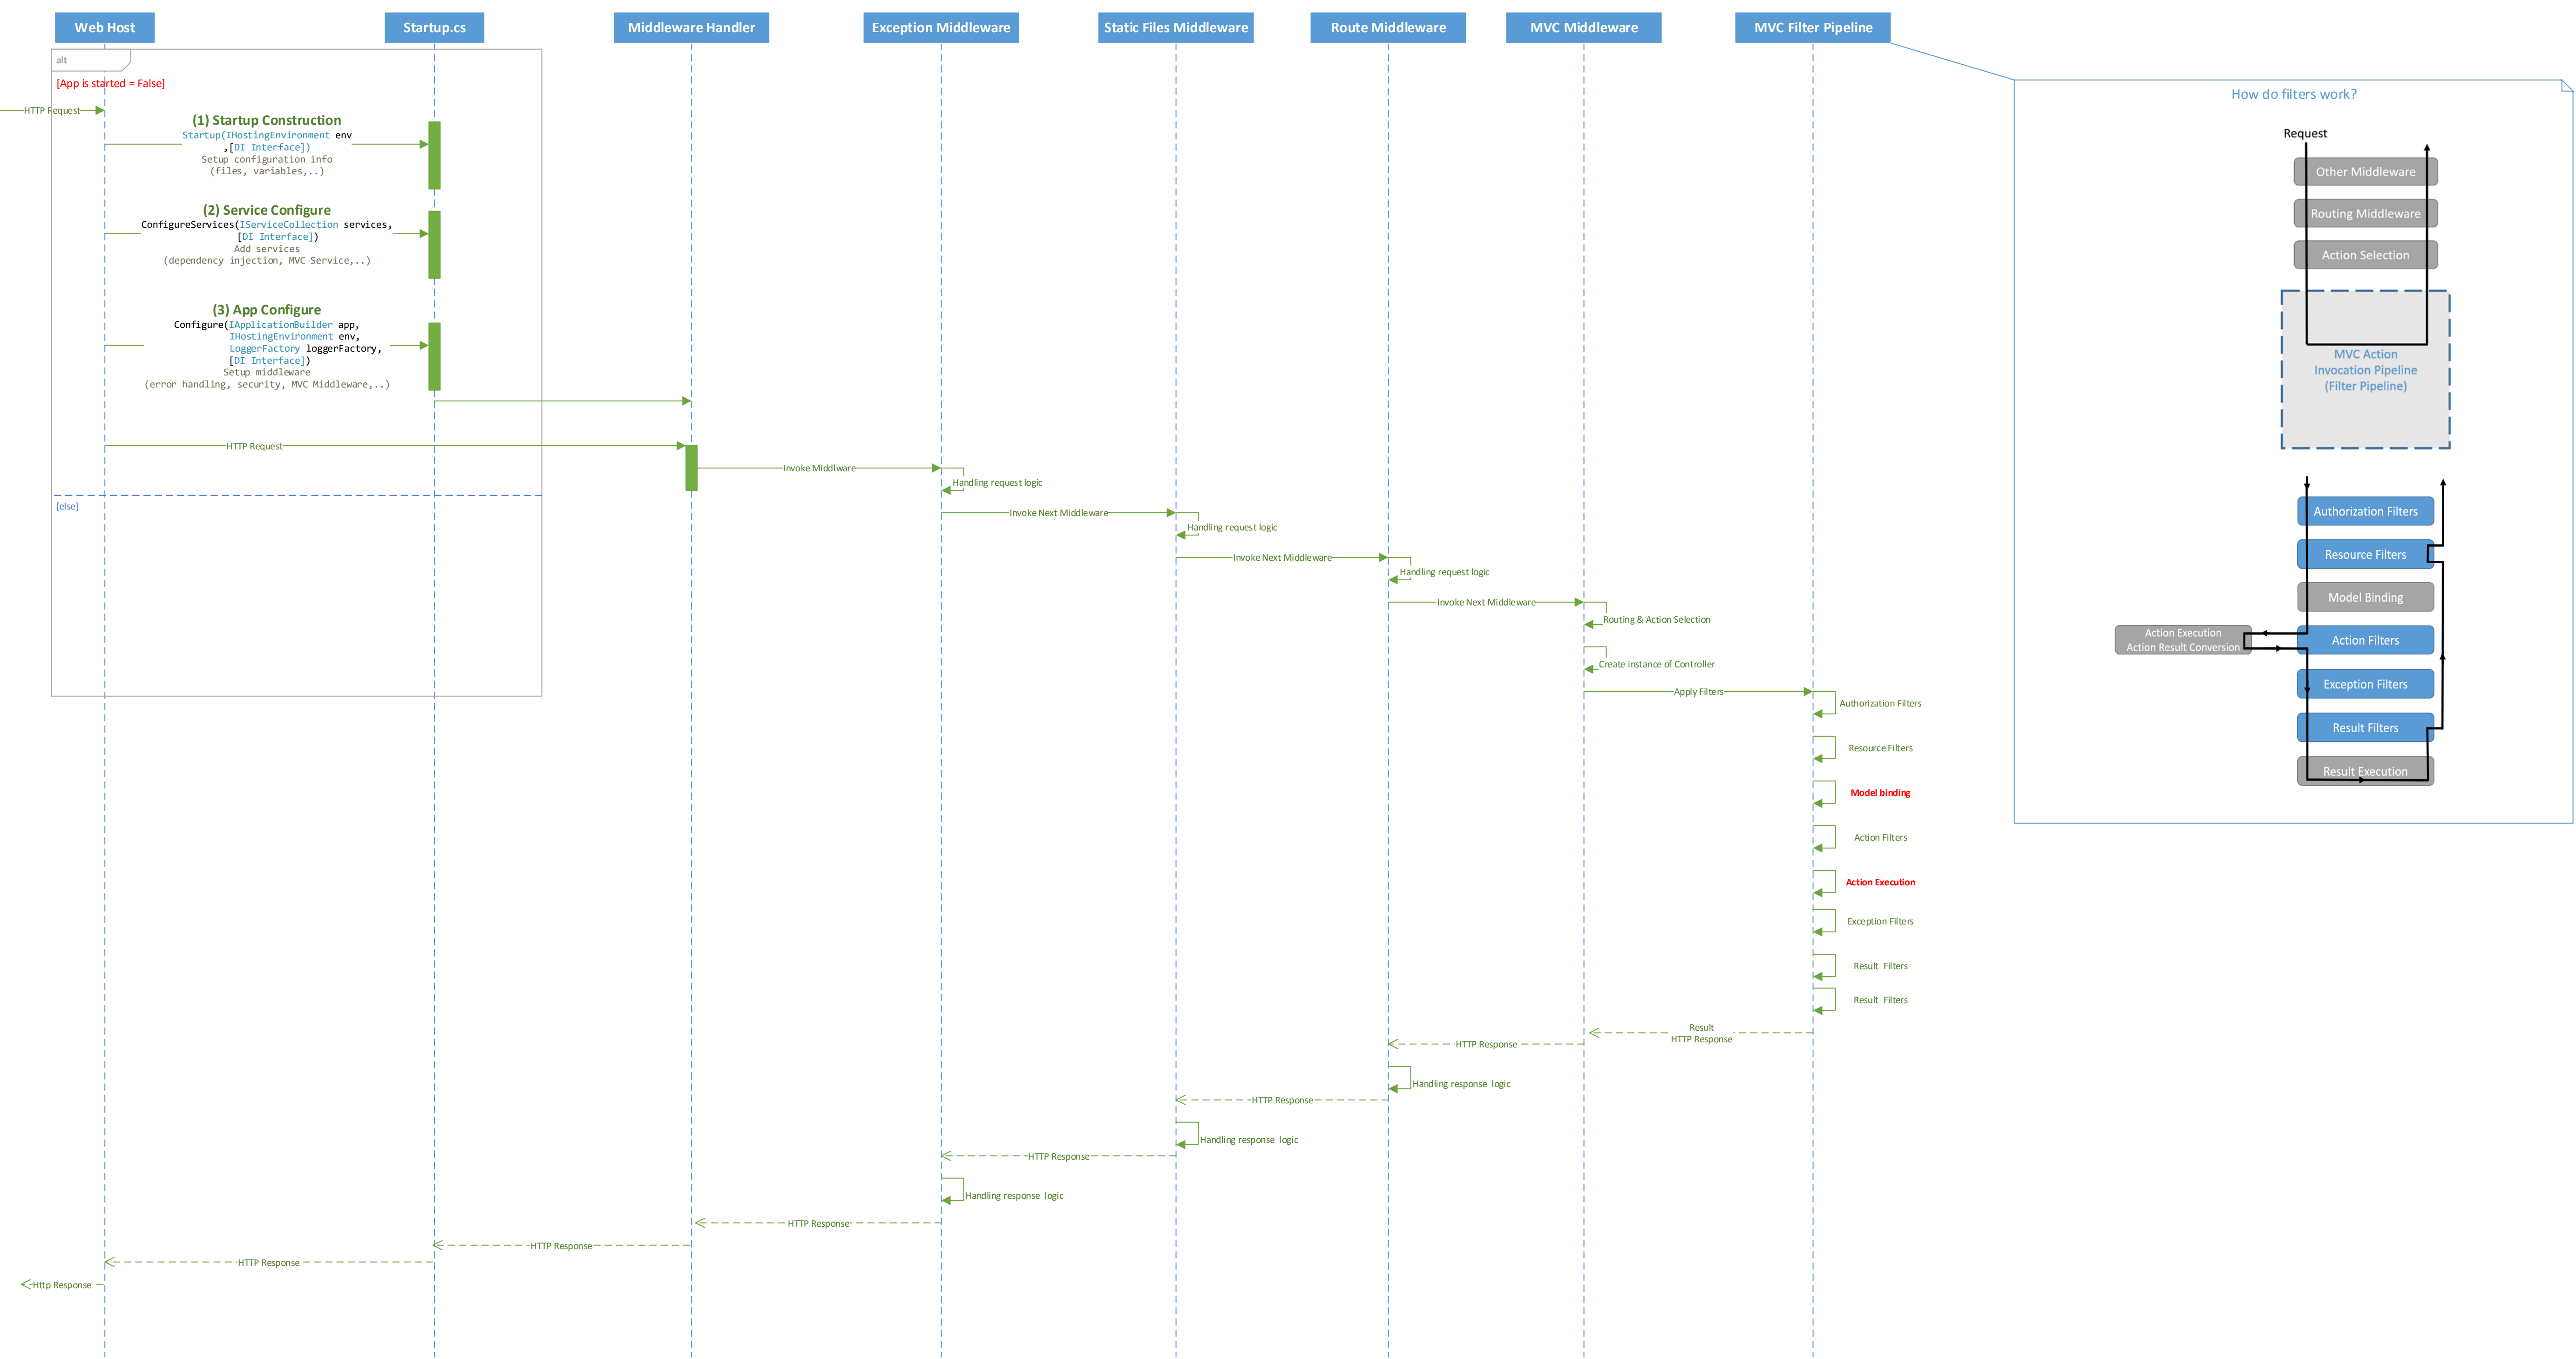 Web Host
Startup.cs
Middleware Handler
Exception Middleware
Static Files Middleware
Route Middleware
MVC Middleware
MVC Filter Pipeline
alt
[App is started = False]
HTTP Request
(1) Startup Construction
Startup(IHostingEnvironment env
,[DI Interface])
Setup configuration info
(files, variables,..)
(2) Service Configure
ConfigureServices(IServiceCollection services,
[DI Interface])
Add services
(dependency injection, MVC Service,..)
(3) App Configure
Configure(IApplicationBuilder app,
IHostingEnvironment env,
LoggerFactory loggerFactory,
[DI Interface])
Setup middleware
(error handling, security, MVC Middleware,..)
HTTP Request
Invoke Middlware
Handling request logic
[else]
Invoke Next Middleware
Handling request logic
Invoke Next Middleware
Handling request logic
Invoke Next Middleware
Routing & Action Selection
Create instance of Controller
Apply Filters
Authorization Filters
Resource Filters
Model binding
Action Filters
Action Execution
Exception Filters
Result Filters
Result Filters
Result
HTTP Response
HTTP Response
Handling response logic
HTTP Response
Handling response logic
HTTP Response
Handling response logic
HTTP Response
HTTP Response
HTTP Response
Http Response
How do filters work?
Request
Other Middleware
Routing Middleware
Action Selection
MVC Action
Invocation Pipeline
(Filter Pipeline)
Authorization Filters
Resource Filters
Model Binding
Action Execution
Action Result Conversion
Action Filters
Exception Filters
Result Filters
Result Execution